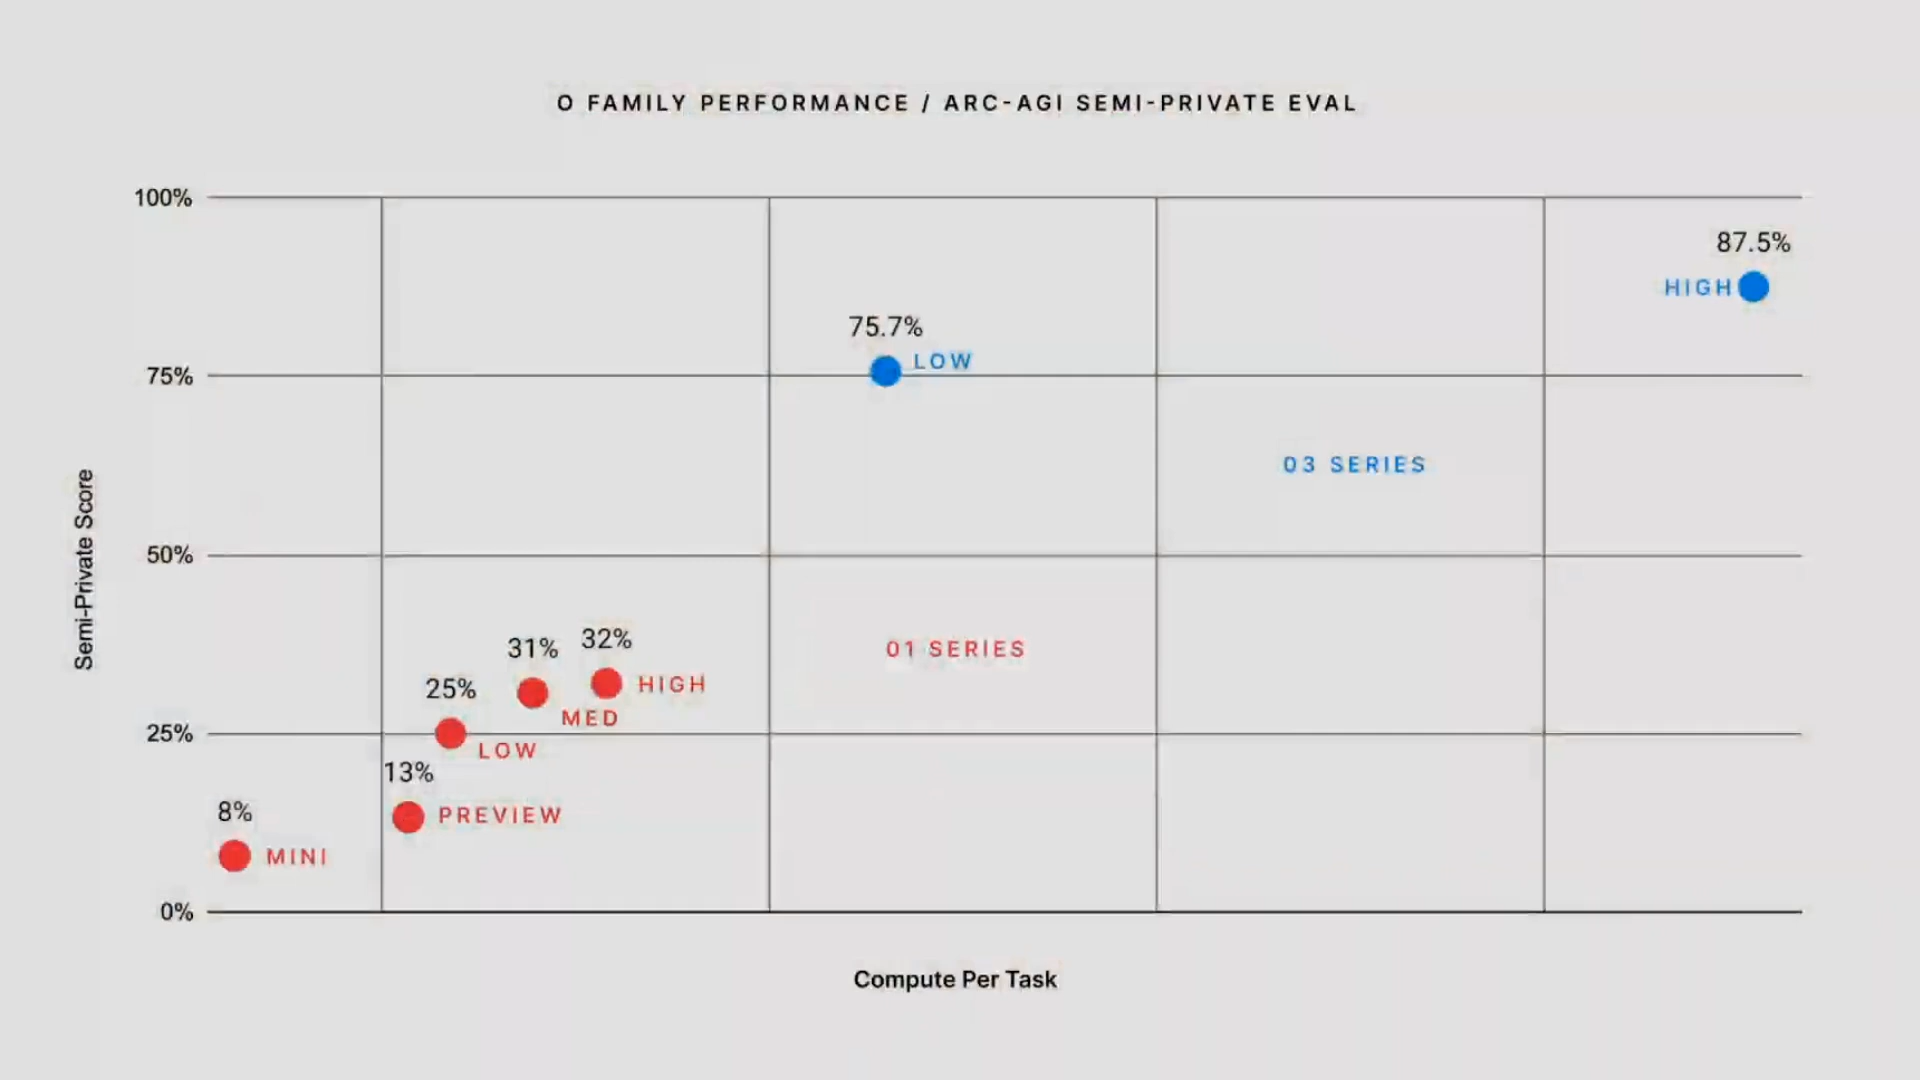 O FAMILY PERFORMANCE / ARC-AGI SEMI-PRIVATE EVAL
100%
87.5%
HIGH
75.7%
LOW
75%
03 SERIES
Semi-Private Score
50%
31%
32%
01 SERIES
25%
HIGH
MED
25%
LOW
13%
8%
PREVIEW
MINI
0%
Compute Per Task